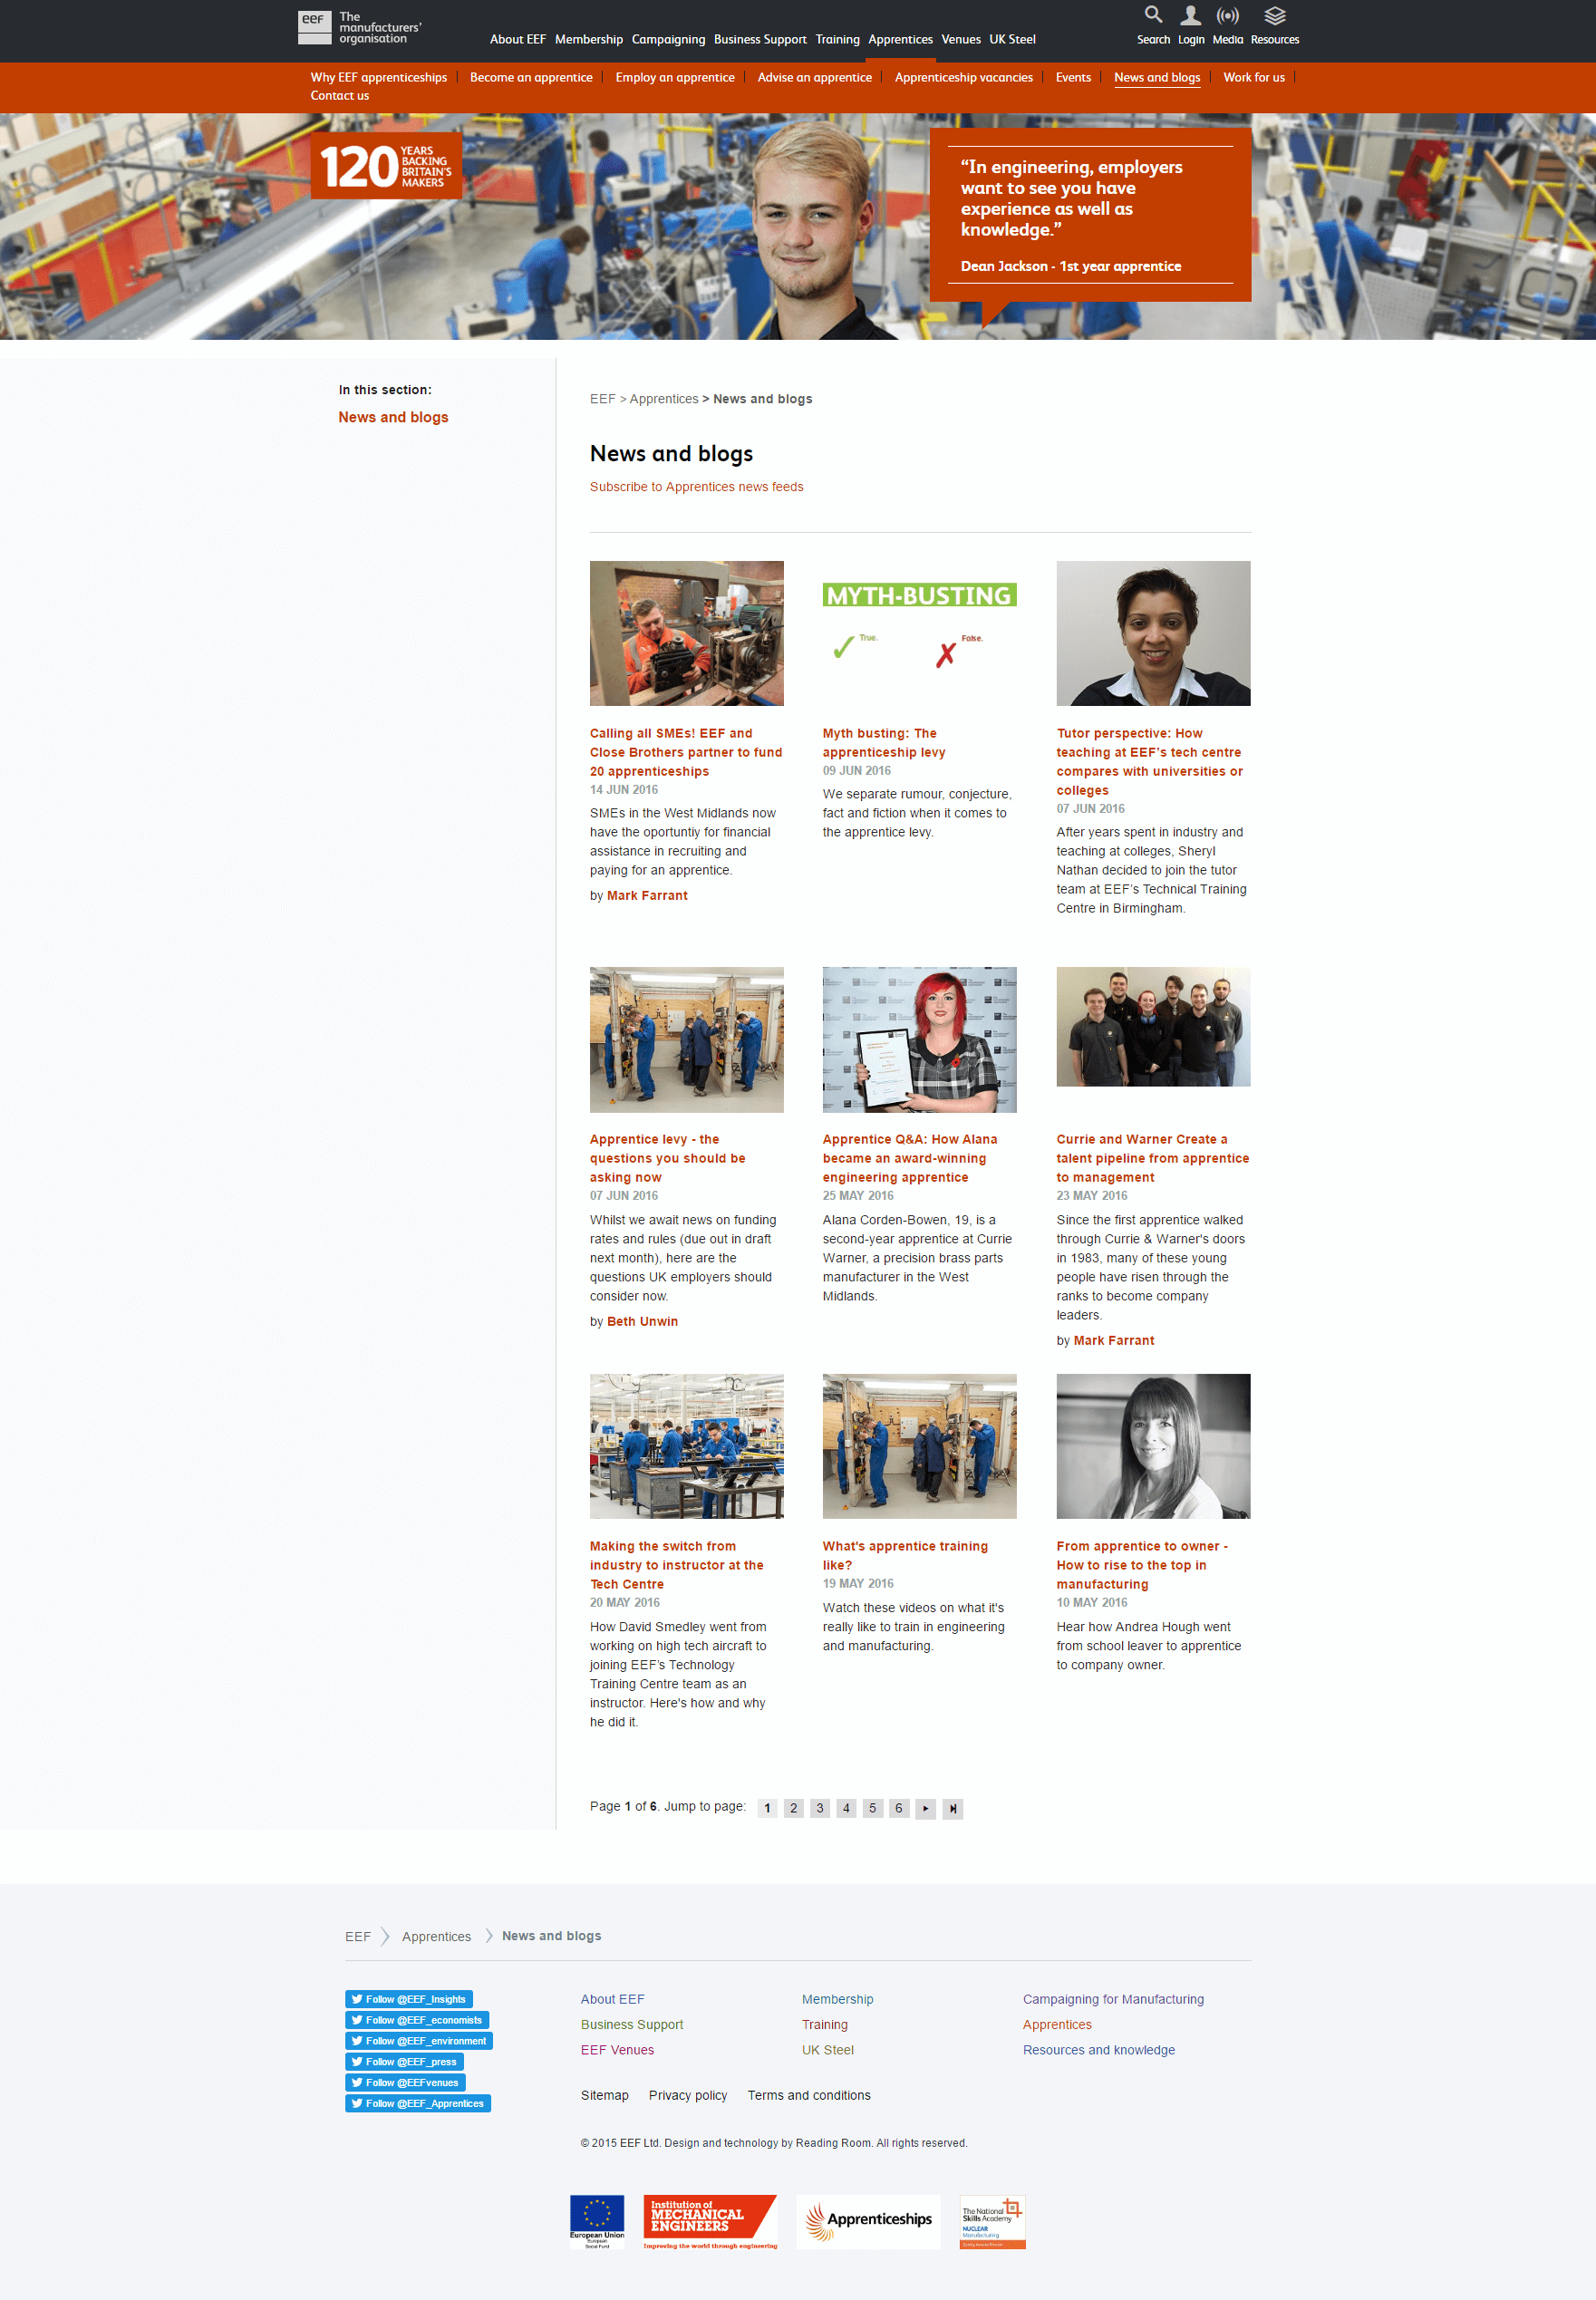 eef The manufacturers' organisation
About EEF Membership Campaigning Business Support Training Apprentices Venues UK Steel
Search Login Media Resources
Why EEF apprenticeships Become an apprentice Employ an apprentice Advise an apprentice Apprenticeship vacancies Events News and blogs Work for us
Contact us
120 YEARS BACKING BRITAIN'S MAKERS
“In engineering, employers
want to see you have
experience as well as
knowledge.”
Dean Jackson - 1st year apprentice
In this section:
News and blogs
EEF > Apprentices > News and blogs
News and blogs
Subscribe to Apprentices news feeds
Calling all SMEs! EEF and
Close Brothers partner to fund
20 apprenticeships
14 JUN 2016
SMEs in the West Midlands now
have the oportuntiy for financial
assistance in recruiting and
paying for an apprentice.
by Mark Farrant
MYTH-BUSTING
True.
False.
Myth busting: The
apprenticeship levy
09 JUN 2016
We separate rumour, conjecture,
fact and fiction when it comes to
the apprentice levy.
Tutor perspective: How
teaching at EEF's tech centre
compares with universities or
colleges
07 JUN 2016
After years spent in industry and
teaching at colleges, Sheryl
Nathan decided to join the tutor
team at EEF's Technical Training
Centre in Birmingham.
Apprentice levy - the
questions you should be
asking now
07 JUN 2016
Whilst we await news on funding
rates and rules (due out in draft
next month), here are the
questions UK employers should
consider now.
by Beth Unwin
Apprentice Q&A: How Alana
became an award-winning
engineering apprentice
25 MAY 2016
Alana Corden-Bowen, 19, is a
second-year apprentice at Currie
Warner, a precision brass parts
manufacturer in the West
Midlands.
Currie and Warner Create a
talent pipeline from apprentice
to management
23 MAY 2016
Since the first apprentice walked
through Currie & Warner's doors
in 1983, many of these young
people have risen through the
ranks to become company
leaders.
by Mark Farrant
Making the switch from
industry to instructor at the
Tech Centre
20 MAY 2016
How David Smedley went from
working on high tech aircraft to
joining EEF's Technology
Training Centre team as an
instructor. Here's how and why
he did it.
What's apprentice training
like?
19 MAY 2016
Watch these videos on what it's
really like to train in engineering
and manufacturing.
From apprentice to owner -
How to rise to the top in
manufacturing
10 MAY 2016
Hear how Andrea Hough went
from school leaver to apprentice
to company owner.
Page 1 of 6. Jump to page: 1 2 3 4 5 6
EEF Apprentices News and blogs
Follow @EEF_Insights
Follow @EEF_economists
Follow @EEF_environment
Follow @EEF_press
Follow @EEFvenues
Follow @EEF_Apprentices
About EEF Membership Campaigning for Manufacturing
Business Support Training Apprentices
EEF Venues UK Steel Resources and knowledge
Sitemap Privacy policy Terms and conditions
© 2015 EEF Ltd. Design and technology by Reading Room. All rights reserved.
European Union
European
Social Fund
Institution of
MECHANICAL
ENGINEERS
Improving the world through engineering
Apprenticeships
The National
Skills Academy
NUCLEAR
Manufacturing